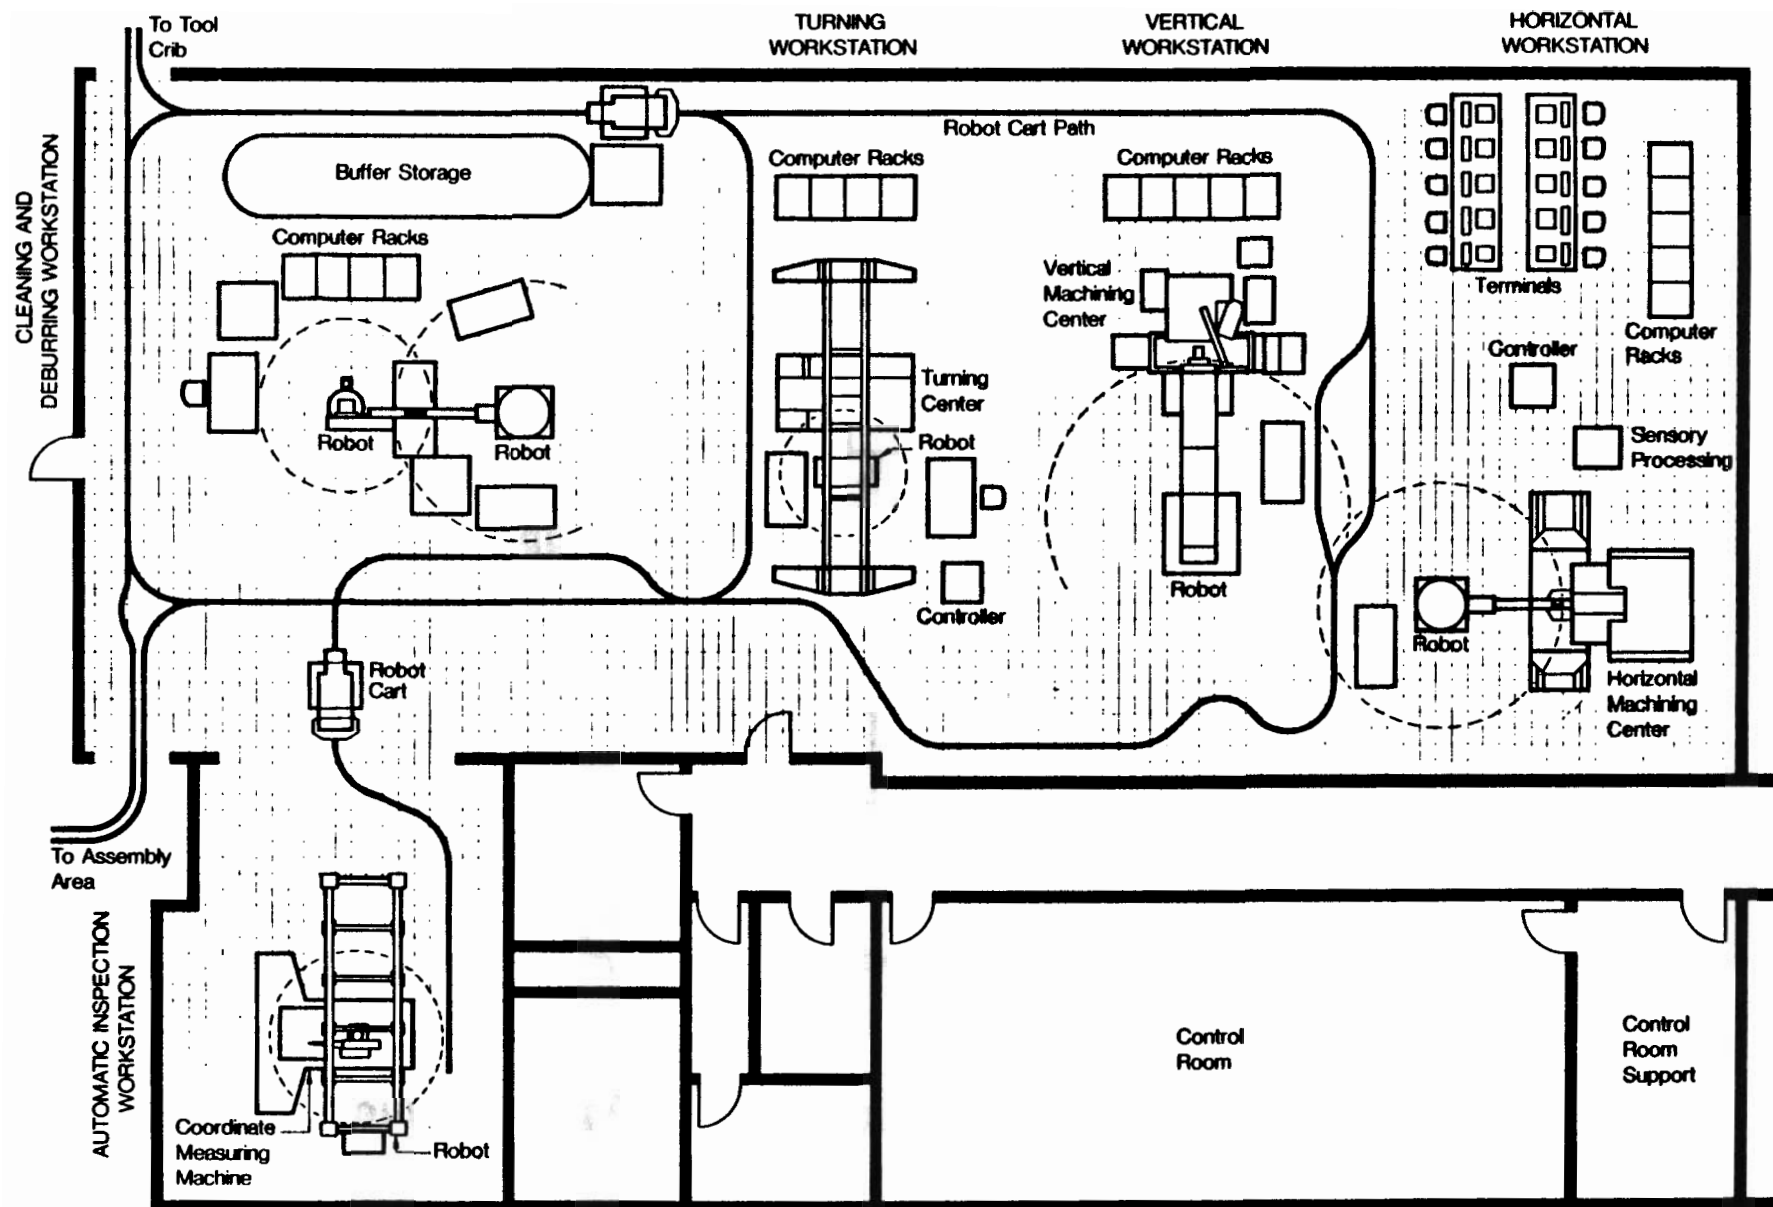 To Tool
Crib
TURNING
WORKSTATION
VERTICAL
WORKSTATION
HORIZONTAL
WORKSTATION
Robot Cart Path
Buffer Storage
Computer Racks
Computer Racks
Computer Racks
CLEANING AND
DEBURRING WORKSTATION
Vertical
Machining
Center
Terminals
Computer
Racks
Controller
Turning
Center
Robot
Robot
Robot
Sensory
Processing
Robot
Controller
Robot
Robot
Cart
Horizontal
Machining
Center
To Assembly
Area
AUTOMATIC INSPECTION
WORKSTATION
Control
Room
Control
Room
Support
Coordinate
Measuring
Machine
Robot